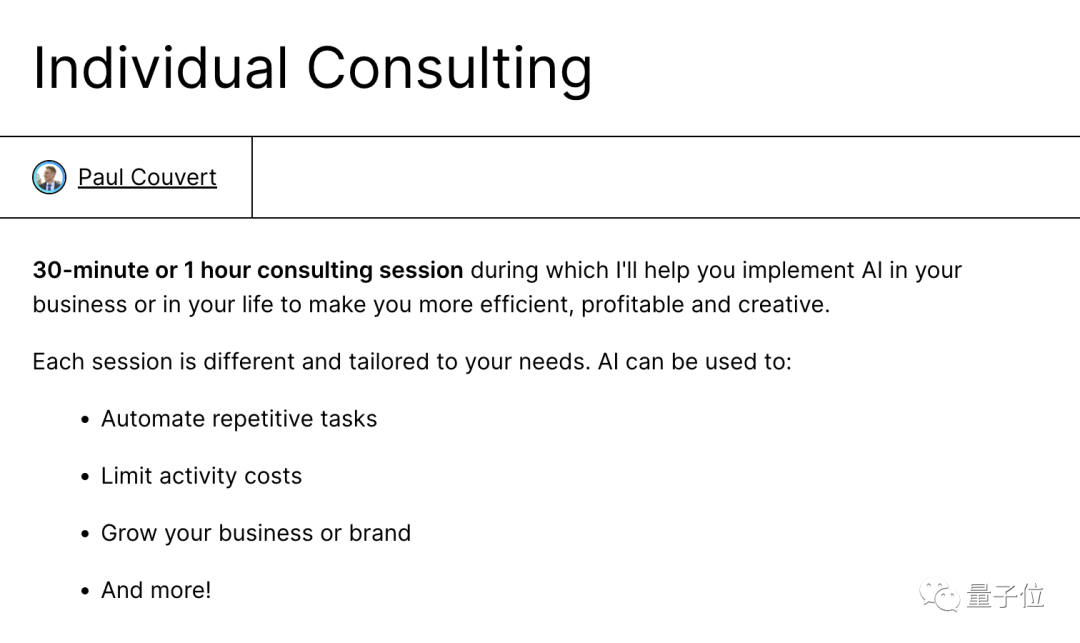 Individual Consulting
Paul Couvert
30-minute or 1 hour consulting session during which I'll help you implement AI in your
business or in your life to make you more efficient, profitable and creative.
Each session is different and tailored to your needs. AI can be used to:
• Automate repetitive tasks
• Limit activity costs
• Grow your business or brand
• And more!
量子位